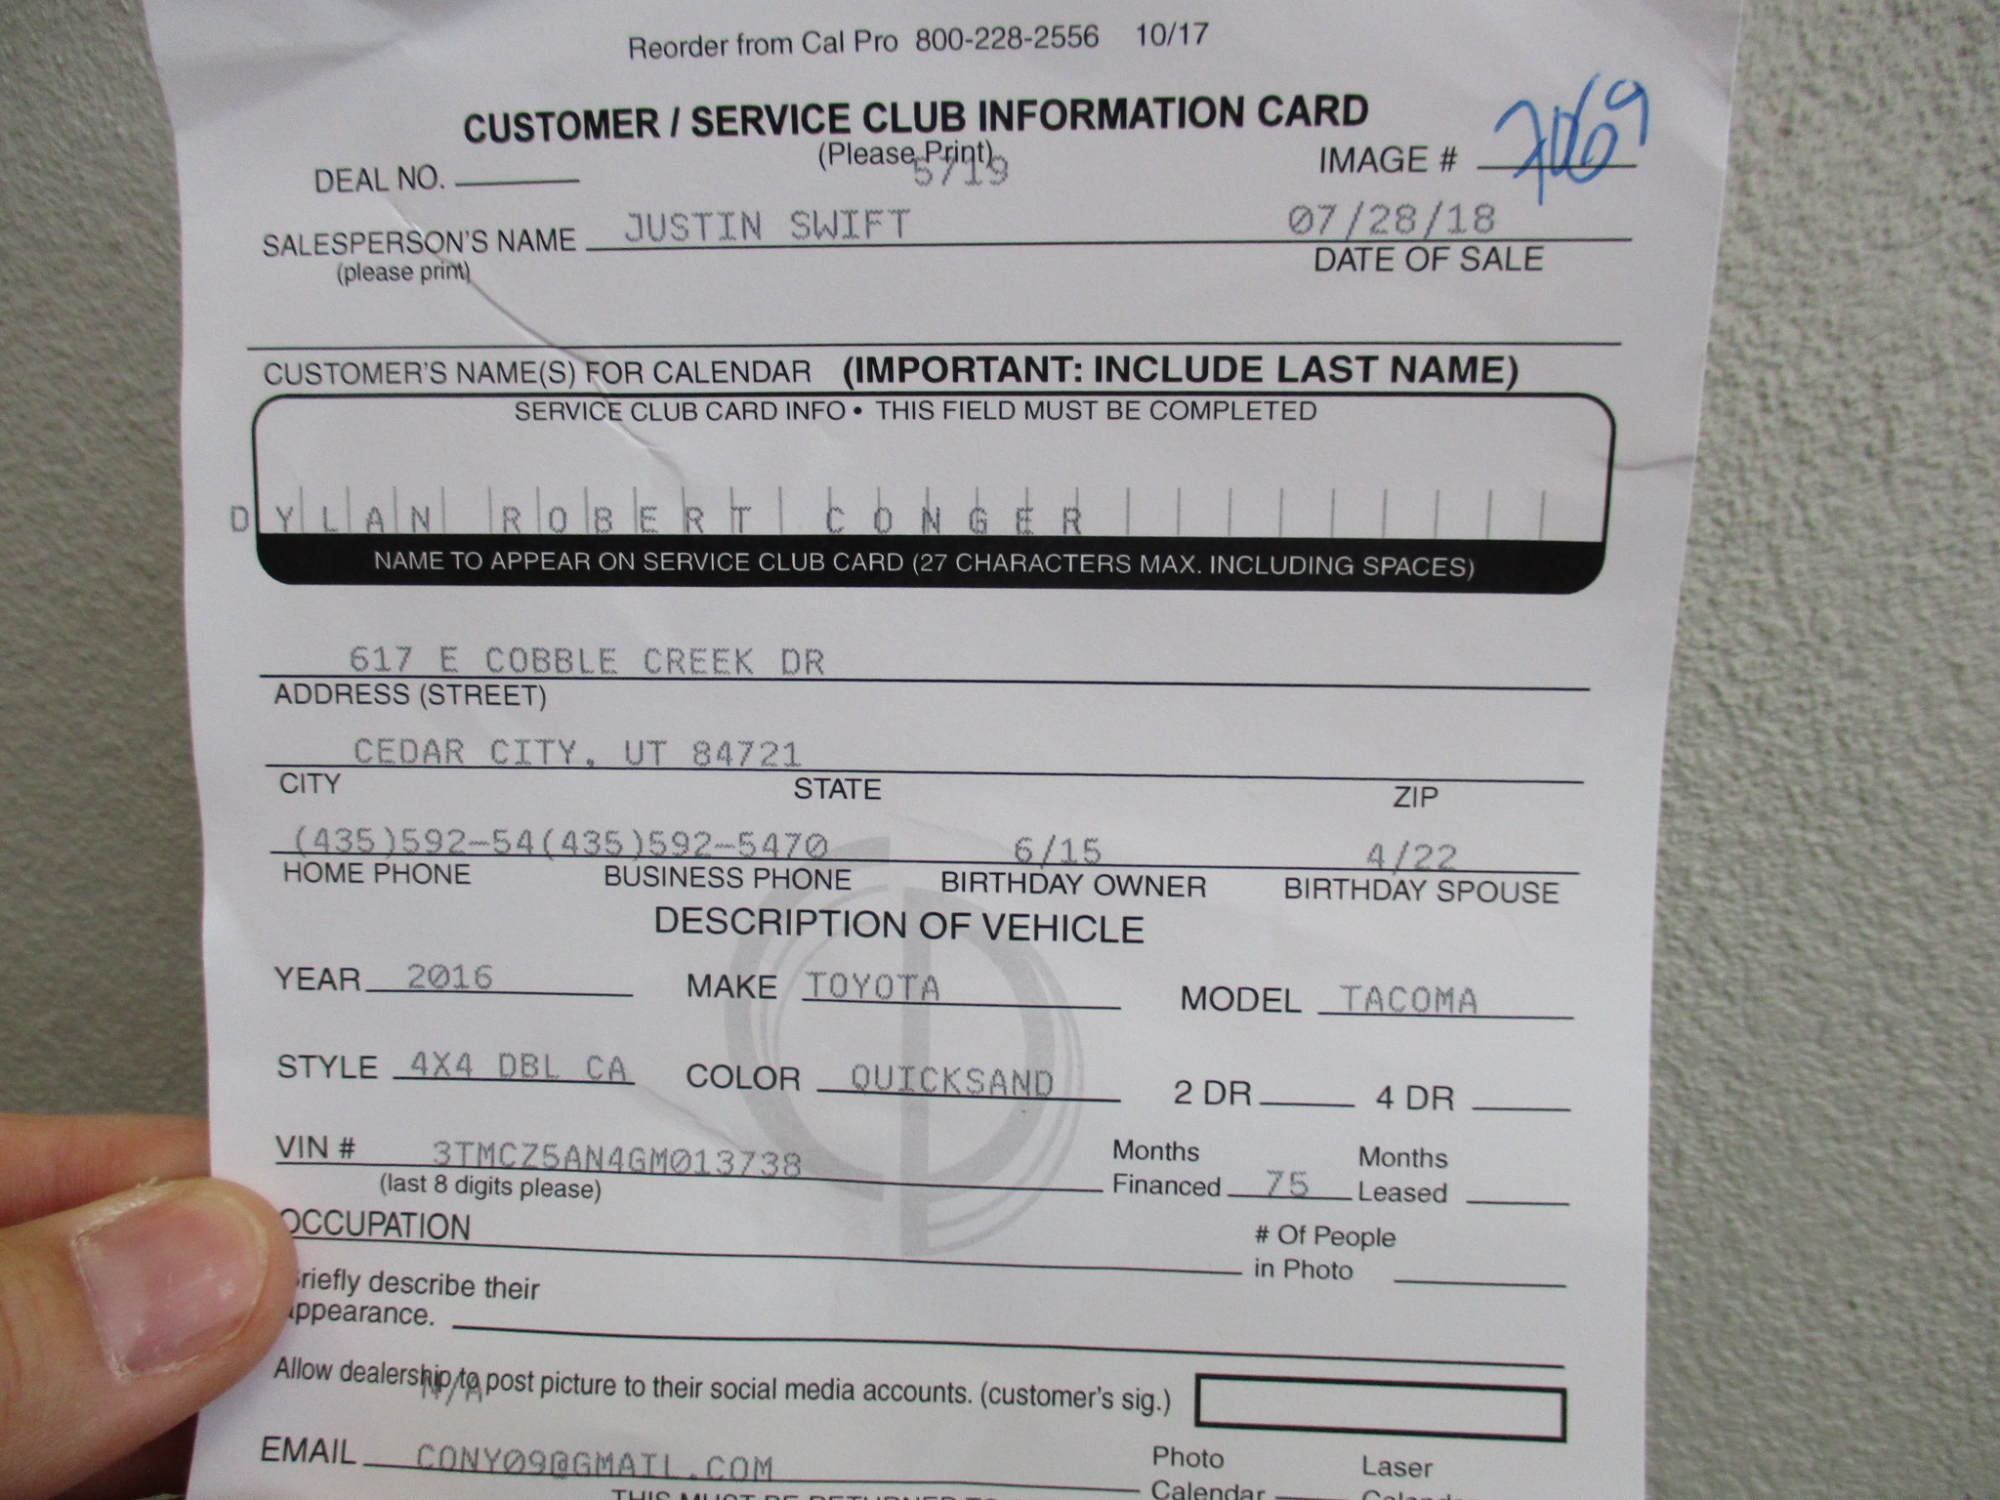 Reorder from Cal Pro 800-228-2556 10/17
CUSTOMER / SERVICE CLUB INFORMATION CARD
(Please Print)
DEAL NO. 5719 IMAGE #
SALESPERSON'S NAME JUSTIN SWIFT 07/28/18
(please print) DATE OF SALE
CUSTOMER'S NAME(S) FOR CALENDAR (IMPORTANT: INCLUDE LAST NAME)
SERVICE CLUB CARD INFO • THIS FIELD MUST BE COMPLETED
DYLAN ROBERT CONGER
NAME TO APPEAR ON SERVICE CLUB CARD (27 CHARACTERS MAX. INCLUDING SPACES)
617 E COBBLE CREEK DR
ADDRESS (STREET)
CEDAR CITY, UT 84721
CITY STATE ZIP
(435)592-54(435)592-5470 6/15 4/22
HOME PHONE BUSINESS PHONE BIRTHDAY OWNER BIRTHDAY SPOUSE
DESCRIPTION OF VEHICLE
YEAR 2016 MAKE TOYOTA MODEL TACOMA
STYLE 4X4 DBL CA COLOR QUICKSAND 2 DR 4 DR
VIN # 3TMCZ5AN4GM013738 Months Financed 75 Months Leased
(last 8 digits please)
OCCUPATION # Of People in Photo
riefly describe their
ppearance.
Allow dealership to post picture to their social media accounts. (customer's sig.)
N/A
EMAIL CONY09@GMAIL.COM Photo Calendar Laser